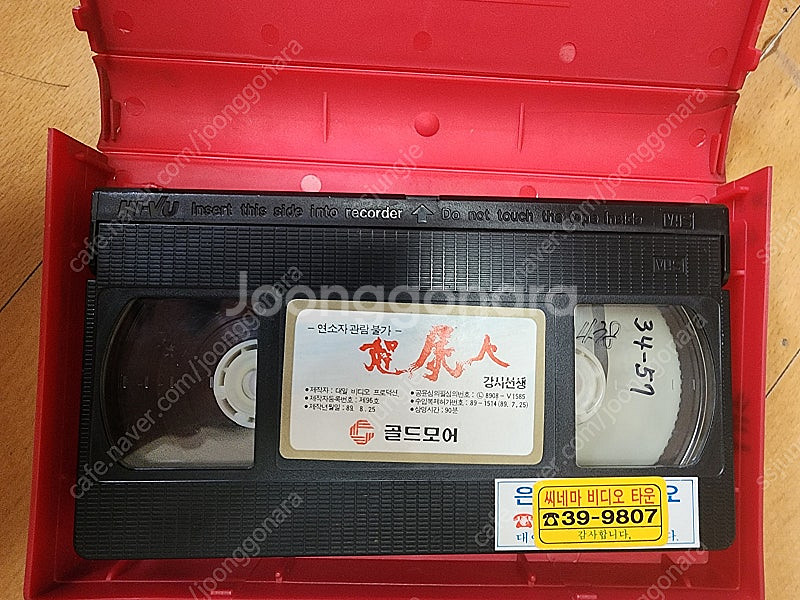 HI-VU Insert this side into recorder Do not touch the tape inside VHS
VHS
Joonggonara
- 연소자 관람 불가 -
강시선생
• 제작자 : 대일 비디오 프로덕션
• 제작자등록번호 : 제96호
• 제작년월일 : 89. 8. 25
• 공윤심의필심의번호 : Ⓛ 8908-V1585
• 수입복제허가번호 : 89-1514 (89. 7. 25)
• 상영시간 : 90분
골드모어
34-57
씨네마 비디오 타운
☎39-9807
감사합니다.
cafe.naver.com/joonggonara
ssjungje